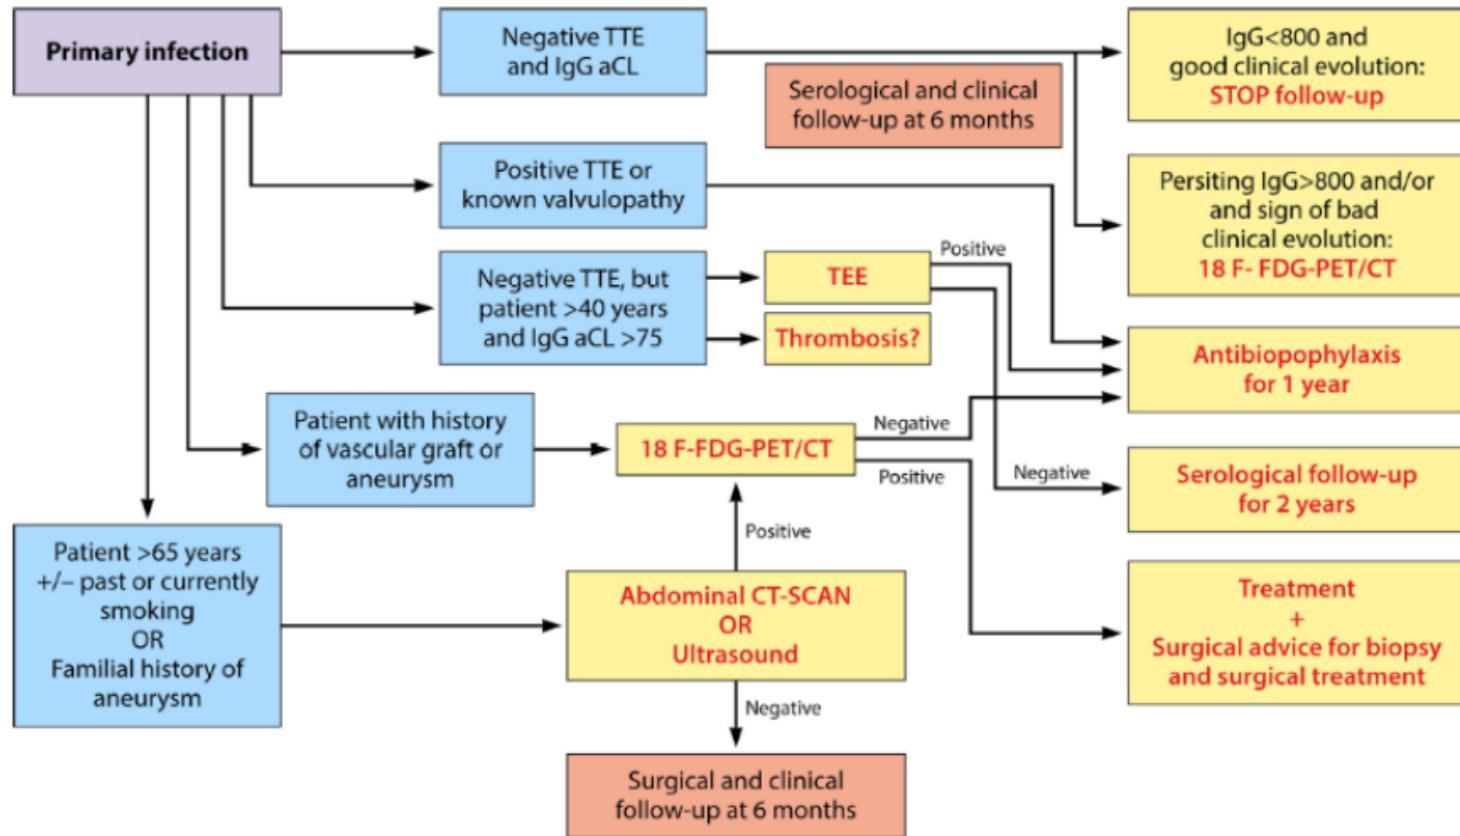 Primary infection
Negative TTE
and IgG aCL
Serological and clinical
follow-up at 6 months
IgG<800 and
good clinical evolution:
STOP follow-up
Positive TTE or
known valvulopathy
Persiting IgG>800 and/or
and sign of bad
clinical evolution:
18 F- FDG-PET/CT
Negative TTE, but
patient >40 years
and IgG aCL >75
TEE
Positive
Thrombosis?
Antibiopophylaxis
for 1 year
Patient with history
of vascular graft or
aneurysm
18 F-FDG-PET/CT
Negative
Positive
Negative
Serological follow-up
for 2 years
Patient >65 years
+/– past or currently
smoking
OR
Familial history of
aneurysm
Positive
Abdominal CT-SCAN
OR
Ultrasound
Treatment
+
Surgical advice for biopsy
and surgical treatment
Negative
Surgical and clinical
follow-up at 6 months